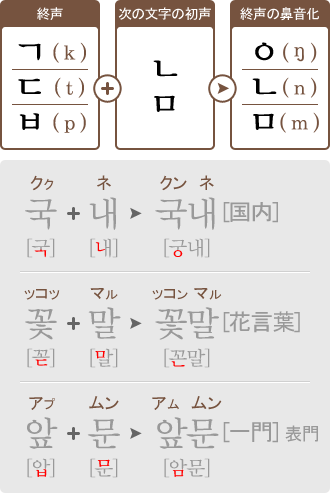 終声 次の文字の初声 終声の鼻音化
ㄱ(k) ㄴ ㅇ(ŋ)
ㄷ(t) + ㅁ ㄴ(n)
ㅂ(p) ㅁ(m)
クㇰ ネ クン ネ
국 + 내 국내 [国内]
[국] [내] [궁내]
ッコッ マル ッコン マル
꽃 + 말 꽃말 [花言葉]
[꼳] [말] [꼰말]
アㇷ゚ ムン アム ムン
앞 + 문 앞문 [一門] 表門
[압] [문] [암문]